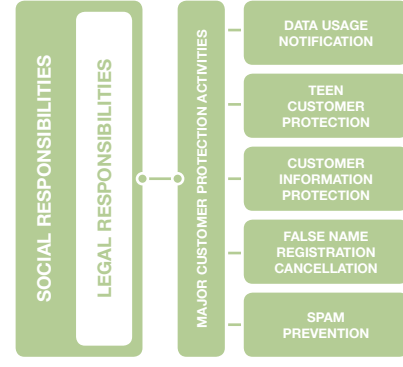 SOCIAL RESPONSIBILITIES
LEGAL RESPONSIBILITIES
MAJOR CUSTOMER PROTECTION ACTIVITIES
DATA USAGE
NOTIFICATION
TEEN
CUSTOMER
PROTECTION
CUSTOMER
INFORMATION
PROTECTION
FALSE NAME
REGISTRATION
CANCELLATION
SPAM
PREVENTION